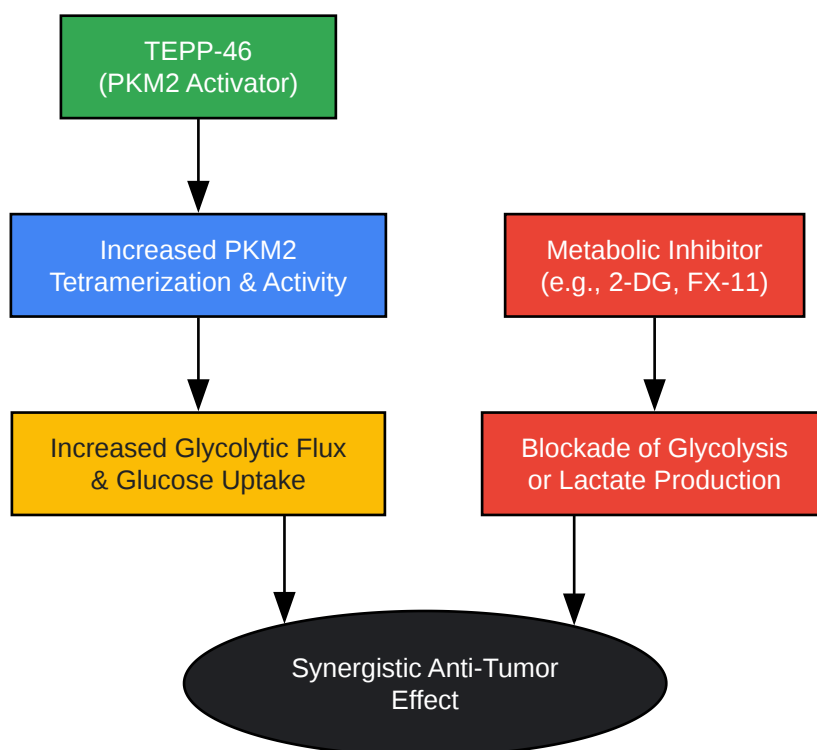 TEPP-46
(PKM2 Activator)
Increased PKM2
Tetramerization & Activity
Metabolic Inhibitor
(e.g., 2-DG, FX-11)
Increased Glycolytic Flux
& Glucose Uptake
Blockade of Glycolysis
or Lactate Production
Synergistic Anti-Tumor
Effect